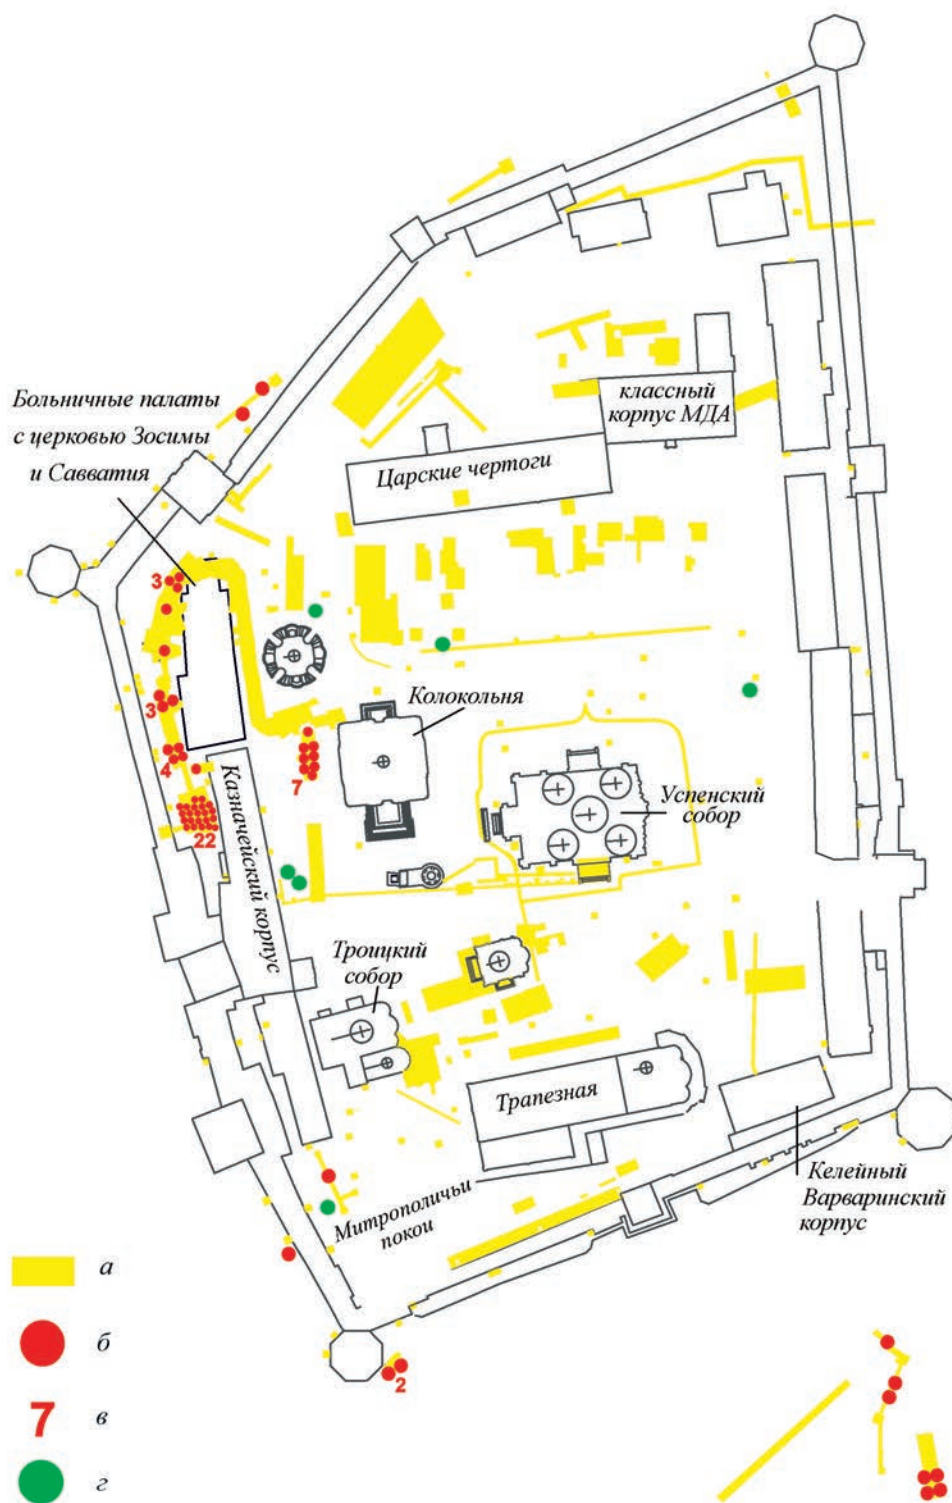 Больничные палаты
с церковью Зосимы
и Савватия
классный
корпус МДА
Царские чертоги
3
3
4
22
7
Колокольня
Казначейский корпус
Успенский
собор
Троицкий
собор
Трапезная
Митрополичьи
покои
Келейный
Варваринский
корпус
2
а
б
7 в
г